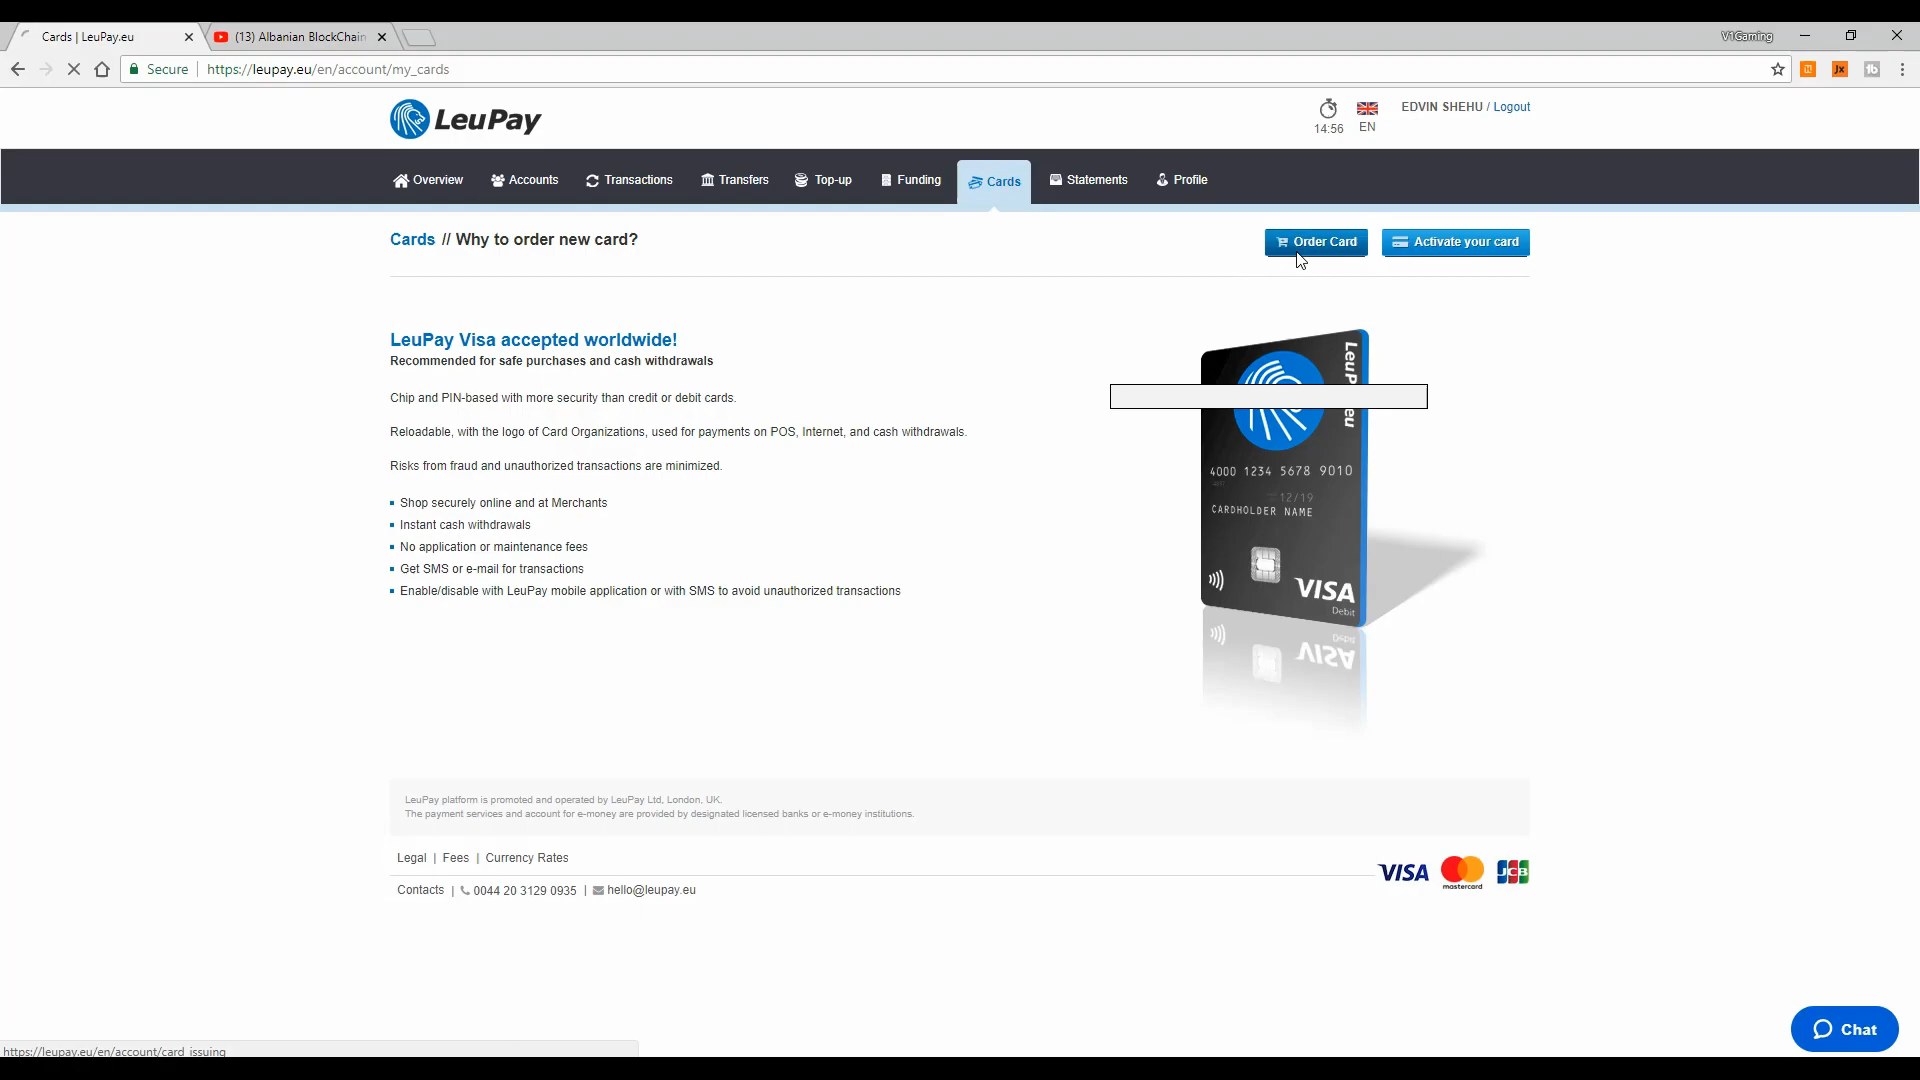 Cards | LeuPay.eu
(13) Albanian BlockChain
V1Gaming
Secure
https://leupay.eu/en/account/my_cards
LeuPay
14:56
EN
EDVIN SHEHU / Logout
Overview
Accounts
Transactions
Transfers
Top-up
Funding
Cards
Statements
Profile
Cards // Why to order new card?
Order Card
Activate your card
LeuPay Visa accepted worldwide!
Recommended for safe purchases and cash withdrawals
Chip and PIN-based with more security than credit or debit cards.
Reloadable, with the logo of Card Organizations, used for payments on POS, Internet, and cash withdrawals.
Risks from fraud and unauthorized transactions are minimized.
Shop securely online and at Merchants
Instant cash withdrawals
No application or maintenance fees
Get SMS or e-mail for transactions
Enable/disable with LeuPay mobile application or with SMS to avoid unauthorized transactions
4000 1234 5678 9010
12/19
CARDHOLDER NAME
VISA
Debit
LeuPay platform is promoted and operated by LeuPay Ltd, London, UK.
The payment services and account for e-money are provided by designated licensed banks or e-money institutions.
Legal | Fees | Currency Rates
VISA
mastercard
JCB
Contacts | 0044 20 3129 0935 | hello@leupay.eu
Chat
https://leupay.eu/en/account/card_issuing